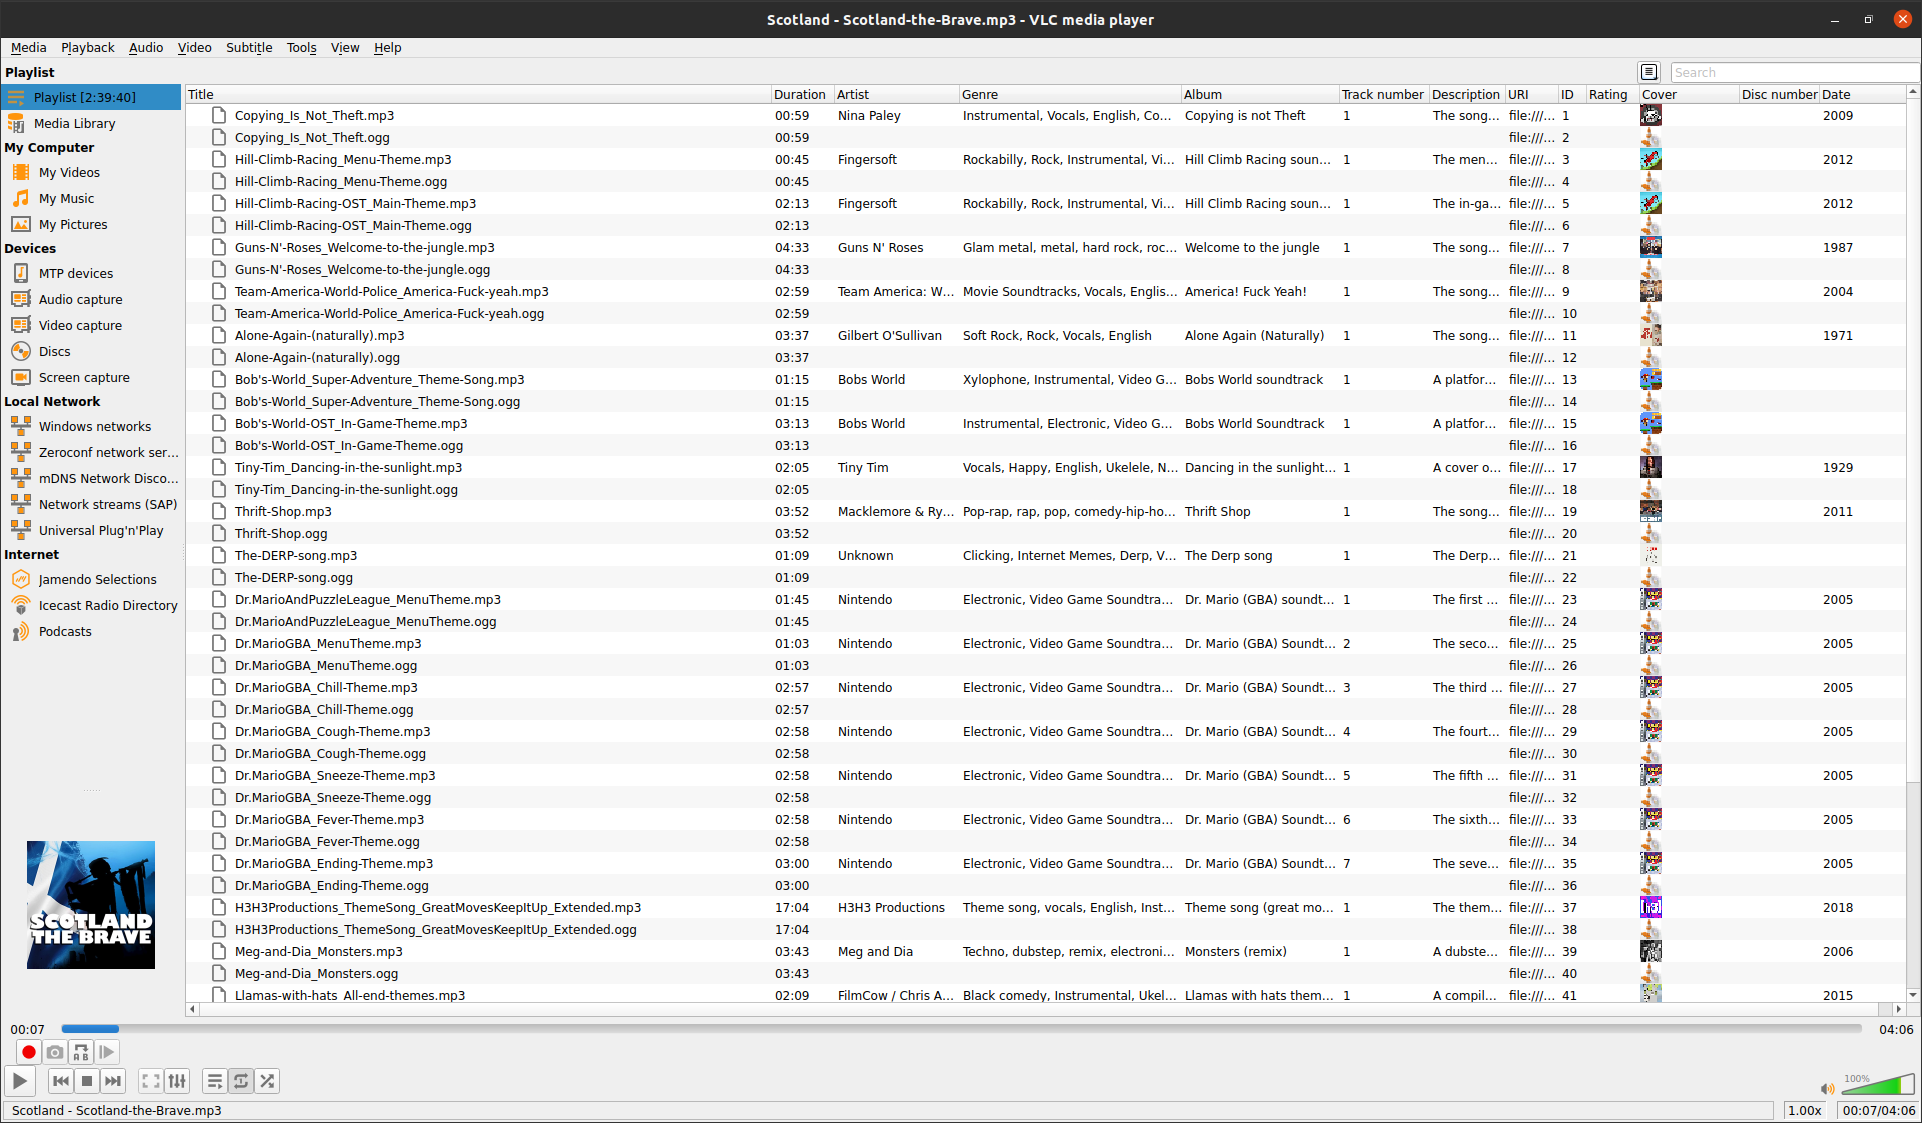 Scotland - Scotland-the-Brave.mp3 - VLC media player
Media Playback Audio Video Subtitle Tools View Help
Playlist
Search
Playlist [2:39:40]
Media Library
My Computer
My Videos
My Music
My Pictures
Devices
MTP devices
Audio capture
Video capture
Discs
Screen capture
Local Network
Windows networks
Zeroconf network ser...
mDNS Network Disco...
Network streams (SAP)
Universal Plug'n'Play
Internet
Jamendo Selections
Icecast Radio Directory
Podcasts
SCOTLAND
THE BRAVE
Title Duration Artist Genre Album Track number Description URI ID Rating Cover Disc number Date
Copying_Is_Not_Theft.mp3 00:59 Nina Paley Instrumental, Vocals, English, Co... Copying is not Theft 1 The song... file:///... 1 2009
Copying_Is_Not_Theft.ogg 00:59 file:///... 2
Hill-Climb-Racing_Menu-Theme.mp3 00:45 Fingersoft Rockabilly, Rock, Instrumental, Vi... Hill Climb Racing soun... 1 The men... file:///... 3 2012
Hill-Climb-Racing_Menu-Theme.ogg 00:45 file:///... 4
Hill-Climb-Racing-OST_Main-Theme.mp3 02:13 Fingersoft Rockabilly, Rock, Instrumental, Vi... Hill Climb Racing soun... 1 The in-ga... file:///... 5 2012
Hill-Climb-Racing-OST_Main-Theme.ogg 02:13 file:///... 6
Guns-N'-Roses_Welcome-to-the-jungle.mp3 04:33 Guns N' Roses Glam metal, metal, hard rock, roc... Welcome to the jungle 1 The song... file:///... 7 1987
Guns-N'-Roses_Welcome-to-the-jungle.ogg 04:33 file:///... 8
Team-America-World-Police_America-Fuck-yeah.mp3 02:59 Team America: W... Movie Soundtracks, Vocals, Englis... America! Fuck Yeah! 1 The song... file:///... 9 2004
Team-America-World-Police_America-Fuck-yeah.ogg 02:59 file:///... 10
Alone-Again-(naturally).mp3 03:37 Gilbert O'Sullivan Soft Rock, Rock, Vocals, English Alone Again (Naturally) 1 The song... file:///... 11 1971
Alone-Again-(naturally).ogg 03:37 file:///... 12
Bob's-World_Super-Adventure_Theme-Song.mp3 01:15 Bobs World Xylophone, Instrumental, Video G... Bobs World soundtrack 1 A platfor... file:///... 13
Bob's-World_Super-Adventure_Theme-Song.ogg 01:15 file:///... 14
Bob's-World-OST_In-Game-Theme.mp3 03:13 Bobs World Instrumental, Electronic, Video G... Bobs World Soundtrack 1 A platfor... file:///... 15
Bob's-World-OST_In-Game-Theme.ogg 03:13 file:///... 16
Tiny-Tim_Dancing-in-the-sunlight.mp3 02:05 Tiny Tim Vocals, Happy, English, Ukelele, N... Dancing in the sunlight... 1 A cover o... file:///... 17 1929
Tiny-Tim_Dancing-in-the-sunlight.ogg 02:05 file:///... 18
Thrift-Shop.mp3 03:52 Macklemore & Ry... Pop-rap, rap, pop, comedy-hip-ho... Thrift Shop 1 The song... file:///... 19 2011
Thrift-Shop.ogg 03:52 file:///... 20
The-DERP-song.mp3 01:09 Unknown Clicking, Internet Memes, Derp, V... The Derp song 1 The Derp... file:///... 21
The-DERP-song.ogg 01:09 file:///... 22
Dr.MarioAndPuzzleLeague_MenuTheme.mp3 01:45 Nintendo Electronic, Video Game Soundtra... Dr. Mario (GBA) soundt... 1 The first ... file:///... 23 2005
Dr.MarioAndPuzzleLeague_MenuTheme.ogg 01:45 file:///... 24
Dr.MarioGBA_MenuTheme.mp3 01:03 Nintendo Electronic, Video Game Soundtra... Dr. Mario (GBA) Soundt... 2 The seco... file:///... 25 2005
Dr.MarioGBA_MenuTheme.ogg 01:03 file:///... 26
Dr.MarioGBA_Chill-Theme.mp3 02:57 Nintendo Electronic, Video Game Soundtra... Dr. Mario (GBA) Soundt... 3 The third ... file:///... 27 2005
Dr.MarioGBA_Chill-Theme.ogg 02:57 file:///... 28
Dr.MarioGBA_Cough-Theme.mp3 02:58 Nintendo Electronic, Video Game Soundtra... Dr. Mario (GBA) Soundt... 4 The fourt... file:///... 29 2005
Dr.MarioGBA_Cough-Theme.ogg 02:58 file:///... 30
Dr.MarioGBA_Sneeze-Theme.mp3 02:58 Nintendo Electronic, Video Game Soundtra... Dr. Mario (GBA) Soundt... 5 The fifth ... file:///... 31 2005
Dr.MarioGBA_Sneeze-Theme.ogg 02:58 file:///... 32
Dr.MarioGBA_Fever-Theme.mp3 02:58 Nintendo Electronic, Video Game Soundtra... Dr. Mario (GBA) Soundt... 6 The sixth... file:///... 33 2005
Dr.MarioGBA_Fever-Theme.ogg 02:58 file:///... 34
Dr.MarioGBA_Ending-Theme.mp3 03:00 Nintendo Electronic, Video Game Soundtra... Dr. Mario (GBA) Soundt... 7 The seve... file:///... 35 2005
Dr.MarioGBA_Ending-Theme.ogg 03:00 file:///... 36
H3H3Productions_ThemeSong_GreatMovesKeepItUp_Extended.mp3 17:04 H3H3 Productions Theme song, vocals, English, Inst... Theme song (great mo... 1 The them... file:///... 37 2018
H3H3Productions_ThemeSong_GreatMovesKeepItUp_Extended.ogg 17:04 file:///... 38
Meg-and-Dia_Monsters.mp3 03:43 Meg and Dia Techno, dubstep, remix, electroni... Monsters (remix) 1 A dubste... file:///... 39 2006
Meg-and-Dia_Monsters.ogg 03:43 file:///... 40
Llamas-with-hats_All-end-themes.mp3 02:09 FilmCow / Chris A... Black comedy, Instrumental, Ukel... Llamas with hats them... 1 A compil... file:///... 41 2015
00:07 04:06
A B
100%
Scotland - Scotland-the-Brave.mp3 1.00x 00:07/04:06